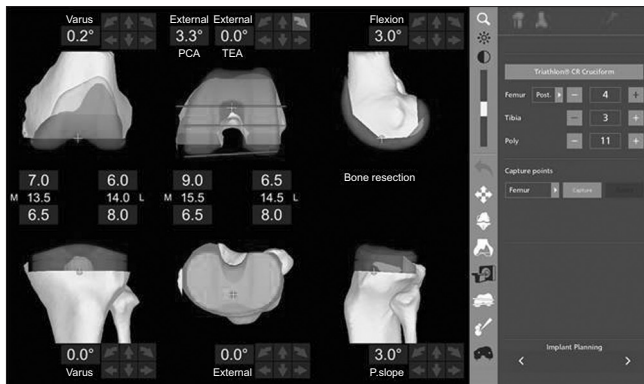 Varus
0.2°
External External
3.3° 0.0°
PCA TEA
Flexion
3.0°
7.0 6.0
M 13.5 14.0 L
6.5 8.0
9.0 6.5
M 15.5 14.5 L
6.5 8.0
Bone resection
0.0°
Varus
0.0°
External
3.0°
P.slope
Triathlon® CR Cruciform
Femur Post. − 4 +
Tibia − 3 +
Poly − 11 +
Capture points
Femur Capture
Implant Planning
< >